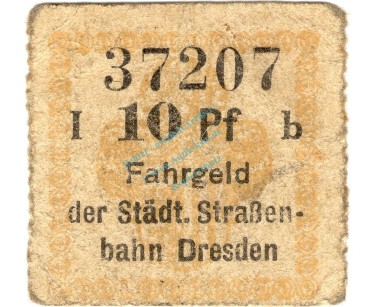 37207
I 10 Pf b
Fahrgeld
der Städt. Straßen-
bahn Dresden